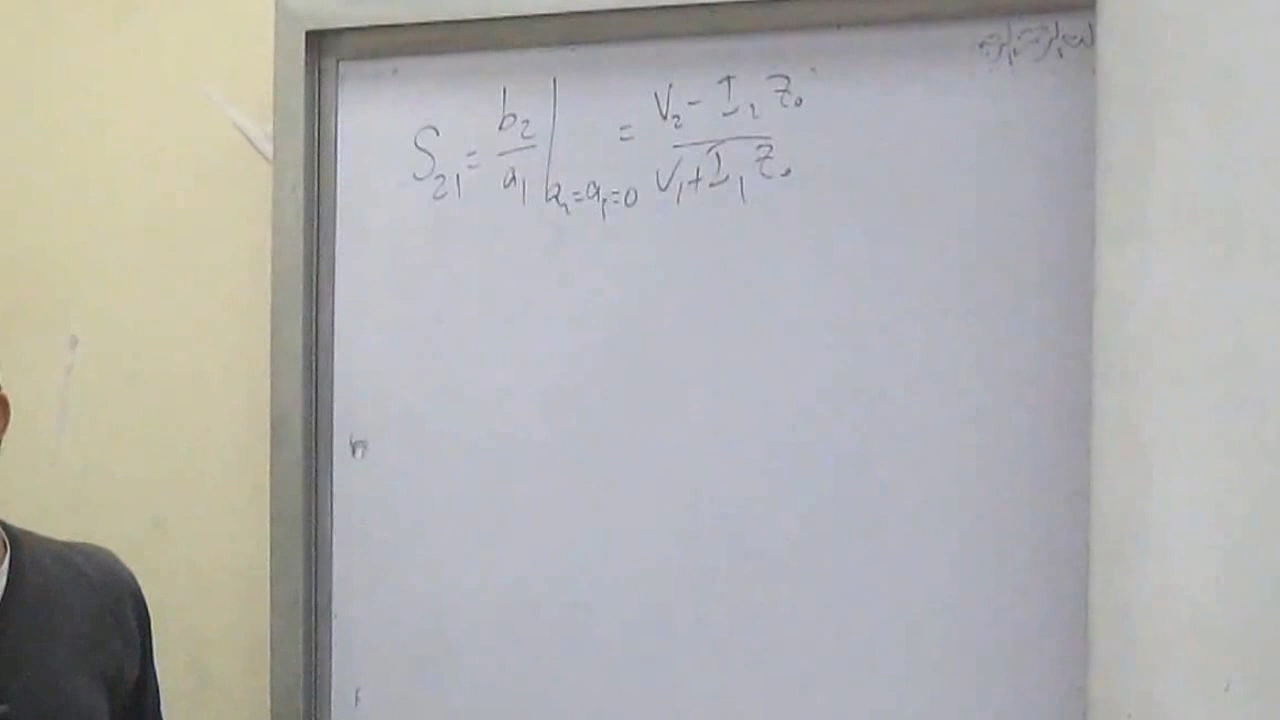 S₂₁ = b₂/a₁ |ₐ₂₌ₐ₁₌₀ = (V₂ - I₂ Z₀)/(V₁ + I₁ Z₀)